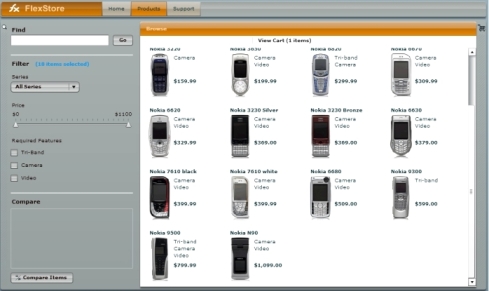 fx FlexStore Home Products Support
Find
Go
Filter
Series
All Series
Price
$0 $1100
Required Features
Tri-Band
Camera
Video
Compare
Compare Items
Browse
View Cart (1 items)
Nokia 3220
Camera
$159.99
Nokia 3650
Camera
Video
$199.99
Nokia 6820
Tri-band
Camera
$299.99
Nokia 6670
Camera
Video
$309.99
Nokia 6620
Camera
Video
$329.99
Nokia 3230 Silver
Camera
Video
$369.00
Nokia 3230 Bronze
Camera
Video
$369.00
Nokia 6630
Camera
Video
$379.00
Nokia 7610 black
Camera
Video
$399.99
Nokia 7610 white
Camera
Video
$399.99
Nokia 6680
Camera
Video
$509.00
Nokia 9300
Tri-band
$599.00
Nokia 9500
Tri-band
Camera
Video
$799.99
Nokia N90
Camera
Video
$1,099.00